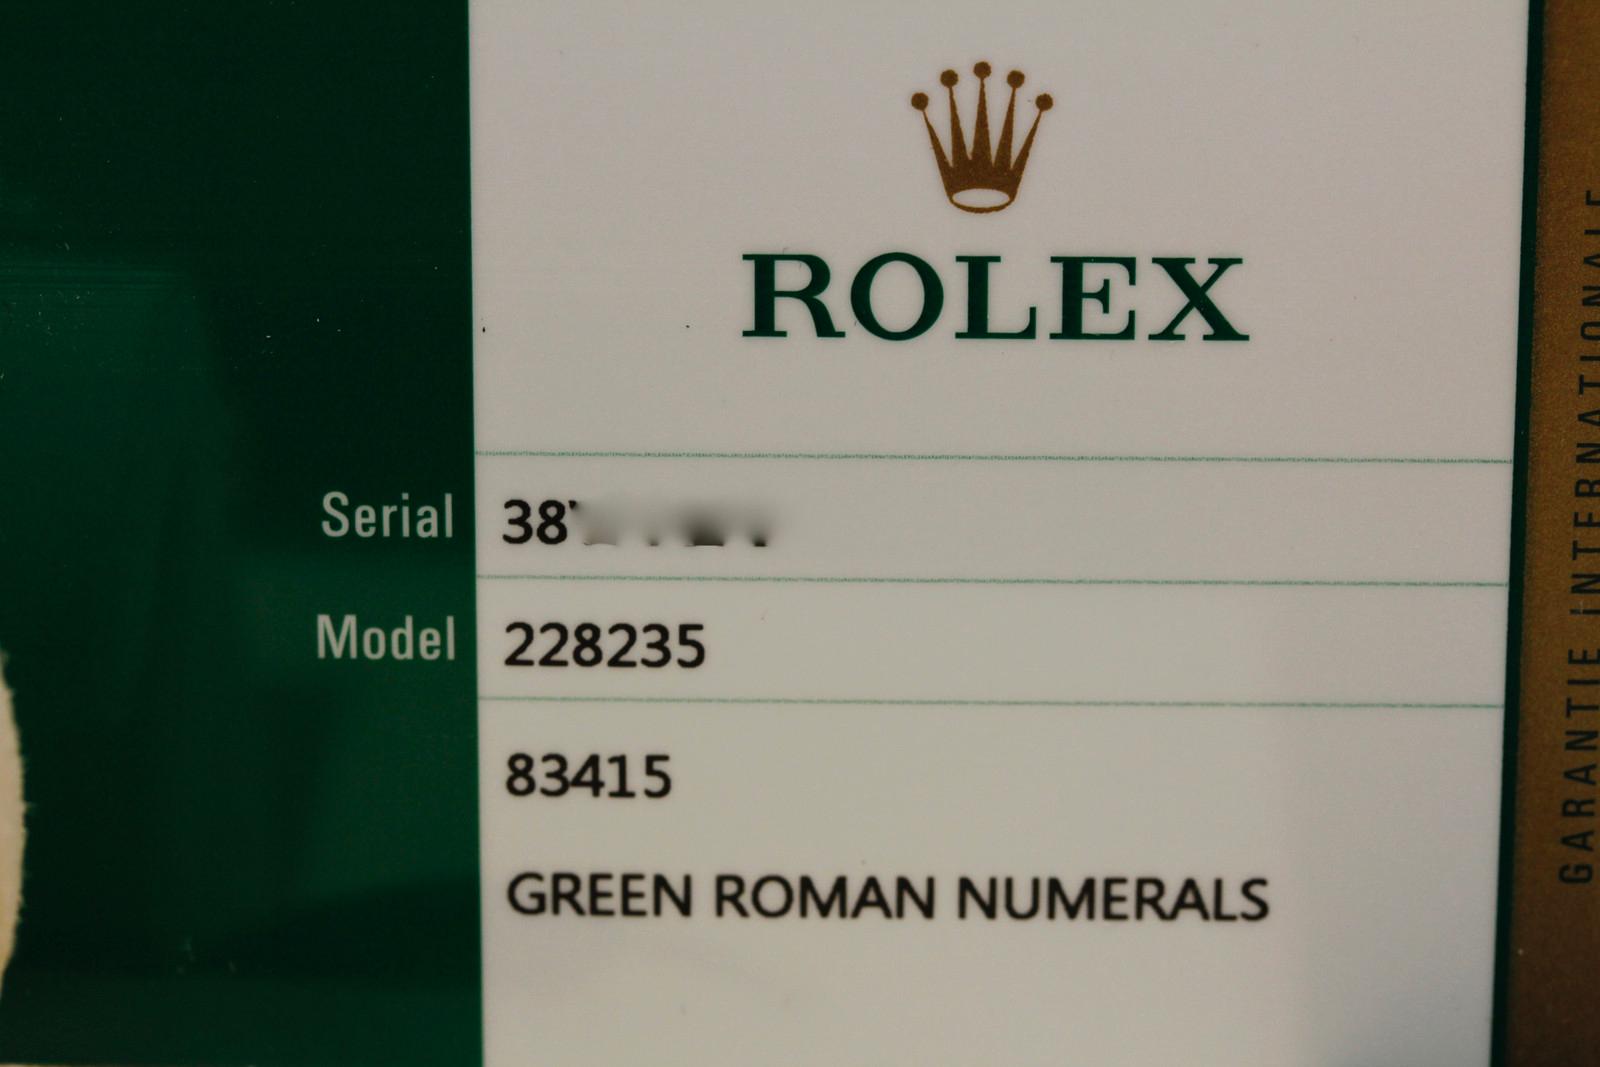 ROLEX
Serial 38
Model 228235
83415
GREEN ROMAN NUMERALS
GARANTIE INTERNATIONALE